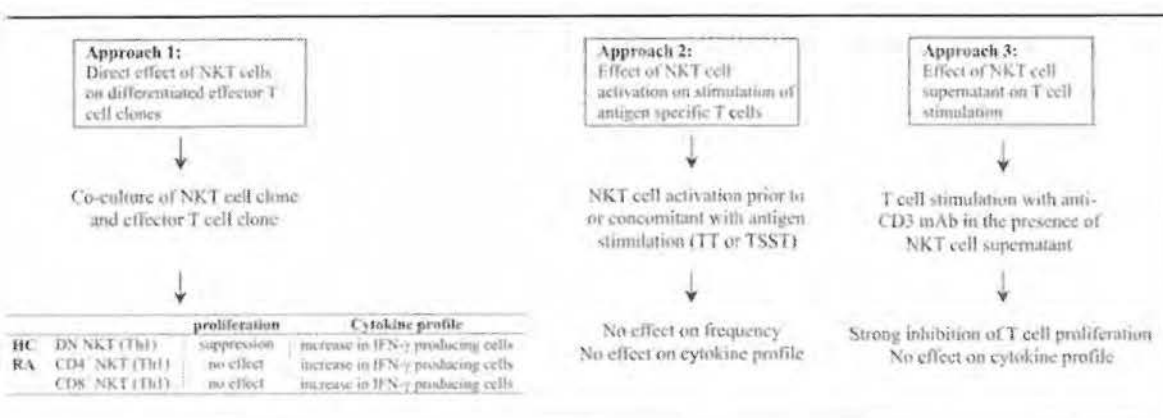 Approach 1:
Direct effect of NKT cells
on differentiated effector T
cell clones
Co-culture of NKT cell clone
and effector T cell clone
proliferation Cytokine profile
HC DN NKT (Th1) suppression increase in IFN-γ producing cells
RA CD4+ NKT (Th1) no effect increase in IFN-γ producing cells
CD8+ NKT (Th1) no effect increase in IFN-γ producing cells
Approach 2:
Effect of NKT cell
activation on stimulation of
antigen specific T cells
NKT cell activation prior to
or concomitant with antigen
stimulation (TT or TSST)
No effect on frequency
No effect on cytokine profile
Approach 3:
Effect of NKT cell
supernatant on T cell
stimulation
T cell stimulation with anti-
CD3 mAb in the presence of
NKT cell supernatant
Strong inhibition of T cell proliferation
No effect on cytokine profile